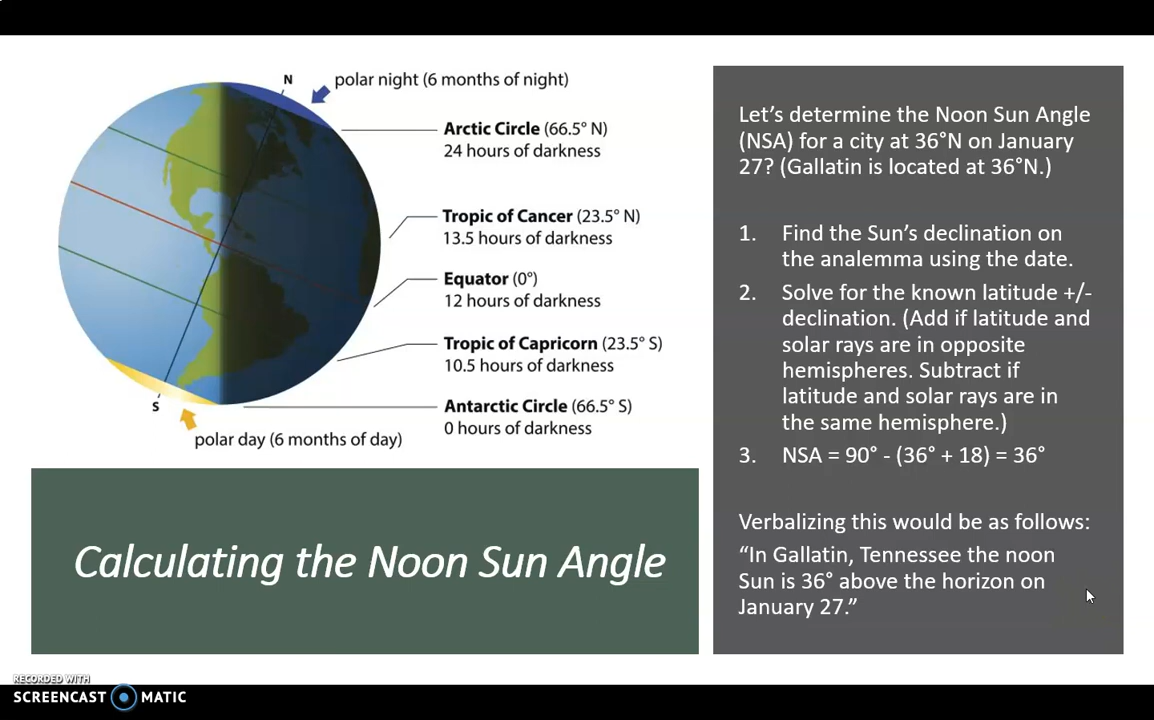 N
polar night (6 months of night)
Arctic Circle (66.5° N)
24 hours of darkness
Tropic of Cancer (23.5° N)
13.5 hours of darkness
Equator (0°)
12 hours of darkness
Tropic of Capricorn (23.5° S)
10.5 hours of darkness
Antarctic Circle (66.5° S)
0 hours of darkness
S
polar day (6 months of day)
Calculating the Noon Sun Angle
Let’s determine the Noon Sun Angle
(NSA) for a city at 36°N on January
27? (Gallatin is located at 36°N.)
1. Find the Sun’s declination on
the analemma using the date.
2. Solve for the known latitude +/-
declination. (Add if latitude and
solar rays are in opposite
hemispheres. Subtract if
latitude and solar rays are in
the same hemisphere.)
3. NSA = 90° - (36° + 18) = 36°
Verbalizing this would be as follows:
“In Gallatin, Tennessee the noon
Sun is 36° above the horizon on
January 27.”
RECORDED WITH
SCREENCAST MATIC